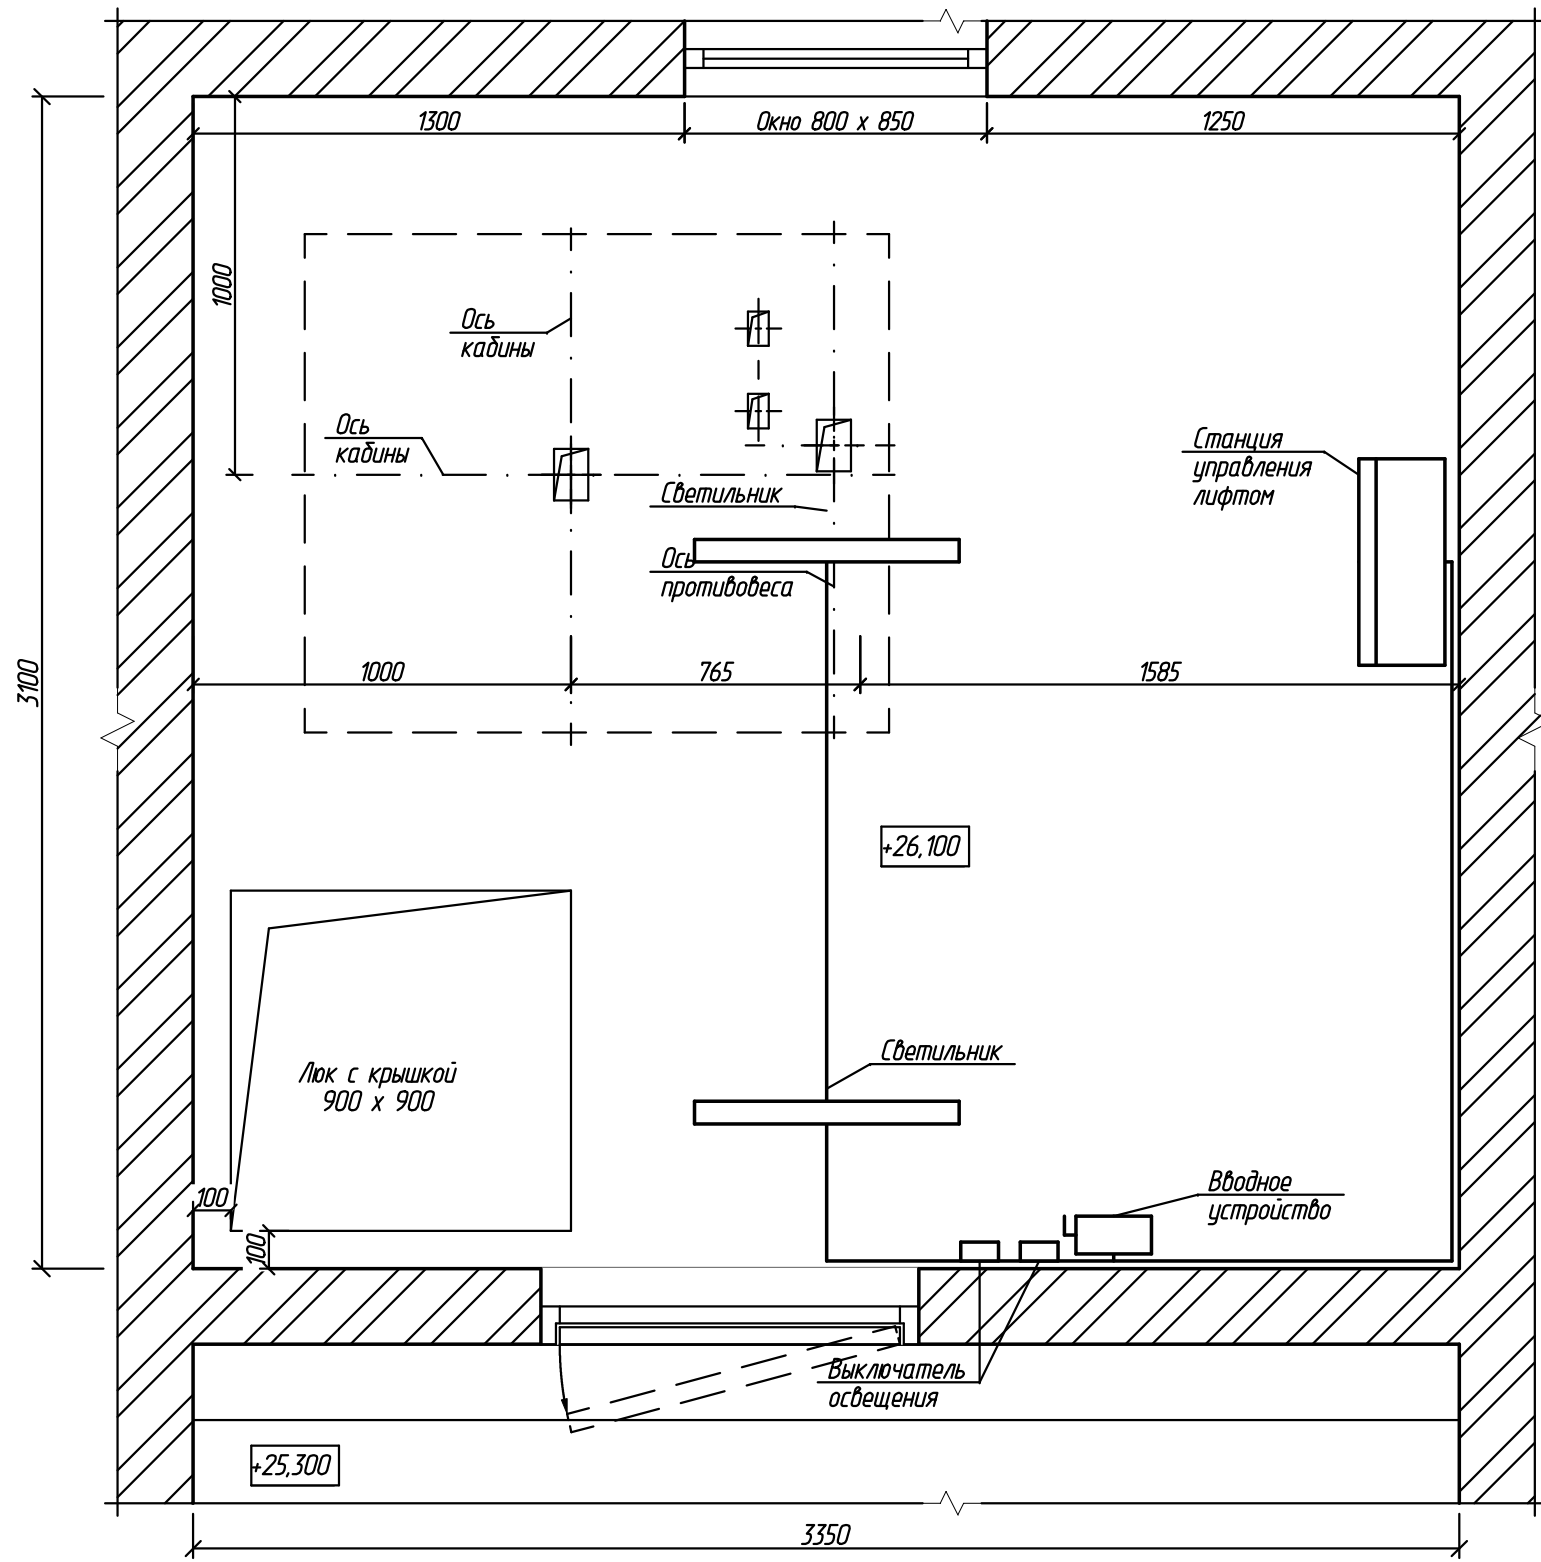 1300
Окно 800 x 850
1250
1000
Ось
кабины
Ось
кабины
Светильник
Ось
противовеса
Станция
управления
лифтом
3100
1000
765
1585
+26,100
Люк с крышкой
900 x 900
Светильник
100
100
Вводное
устройство
Выключатель
освещения
+25,300
3350